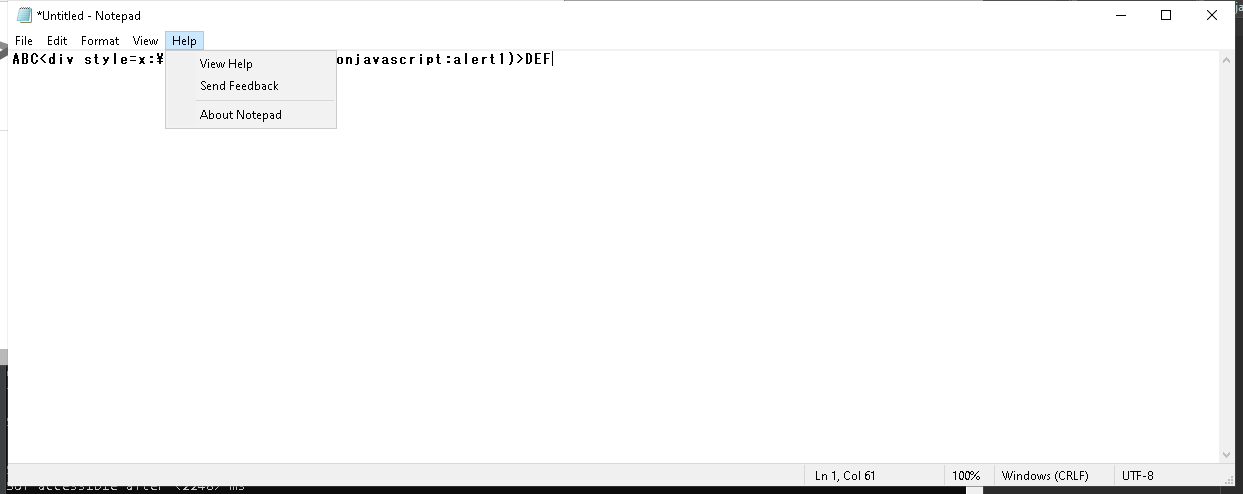 *Untitled - Notepad
File Edit Format View Help
ABC<div style=x:¥
onjavascript:alert1)>DEF
View Help
Send Feedback
About Notepad
Ln 1, Col 61
100%
Windows (CRLF)
UTF-8